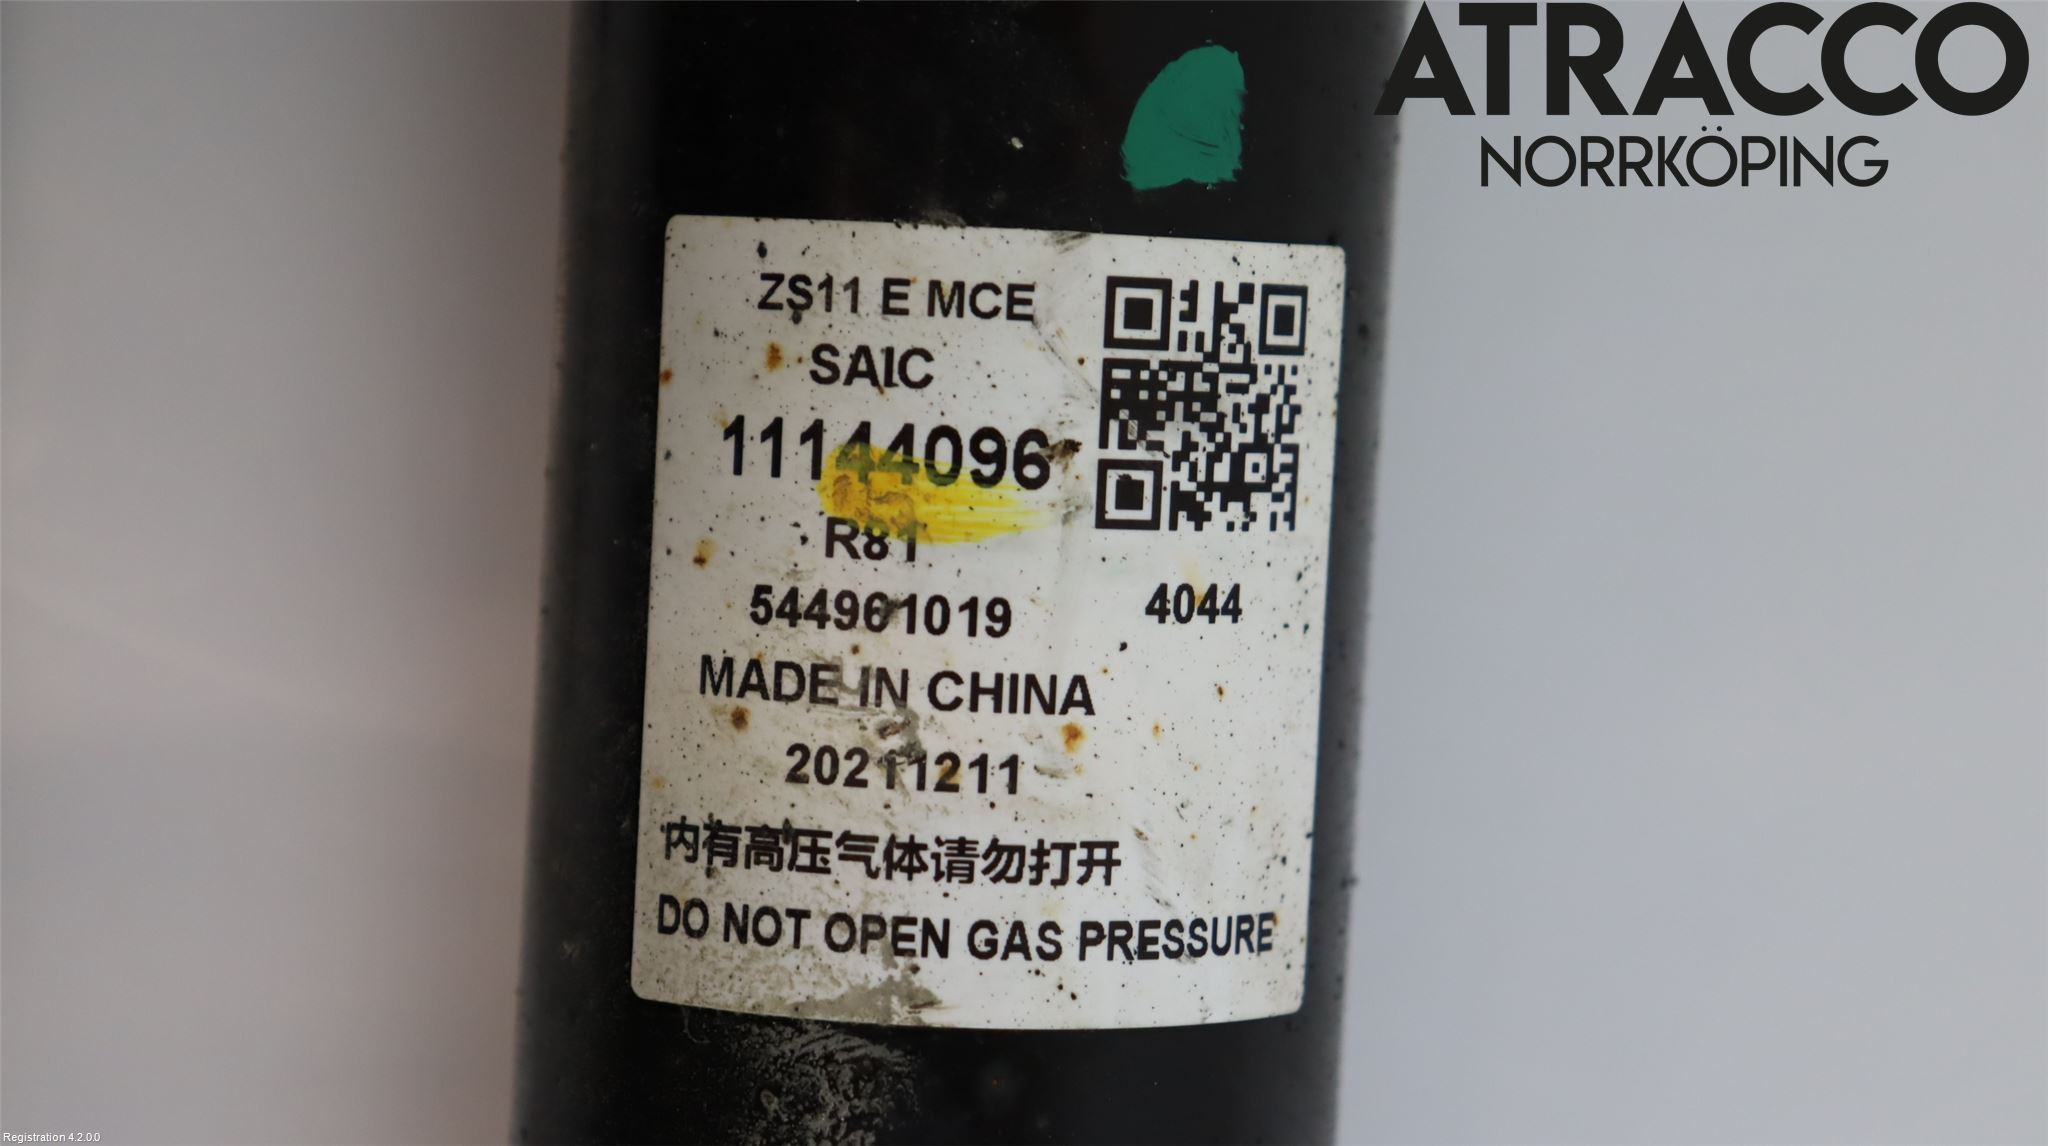 ATRACCO
NORRKÖPING
ZS11 E MCE
SAIC
11144096
R81
544961019 4044
MADE IN CHINA
20211211
内有高压气体请勿打开
DO NOT OPEN GAS PRESSURE
Registration 4.2.0.0